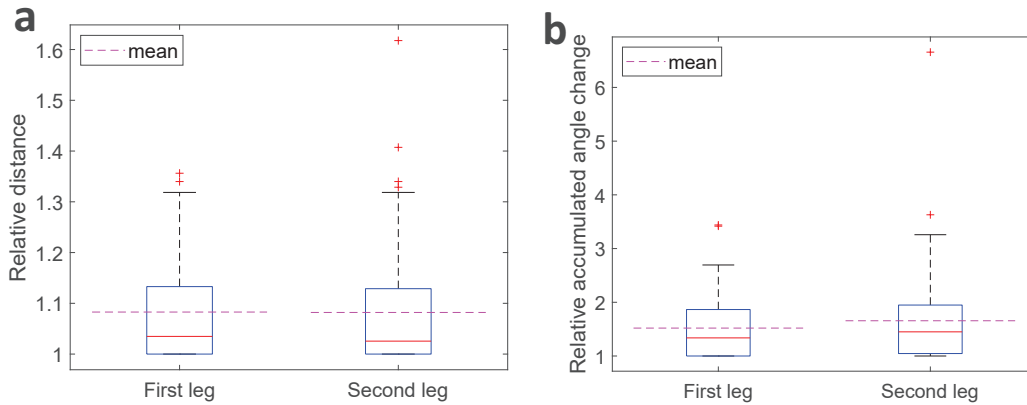 a
mean
Relative distance
1.6
1.5
1.4
1.3
1.2
1.1
1
First leg
Second leg
b
mean
Relative accumulated angle change
6
5
4
3
2
1
First leg
Second leg